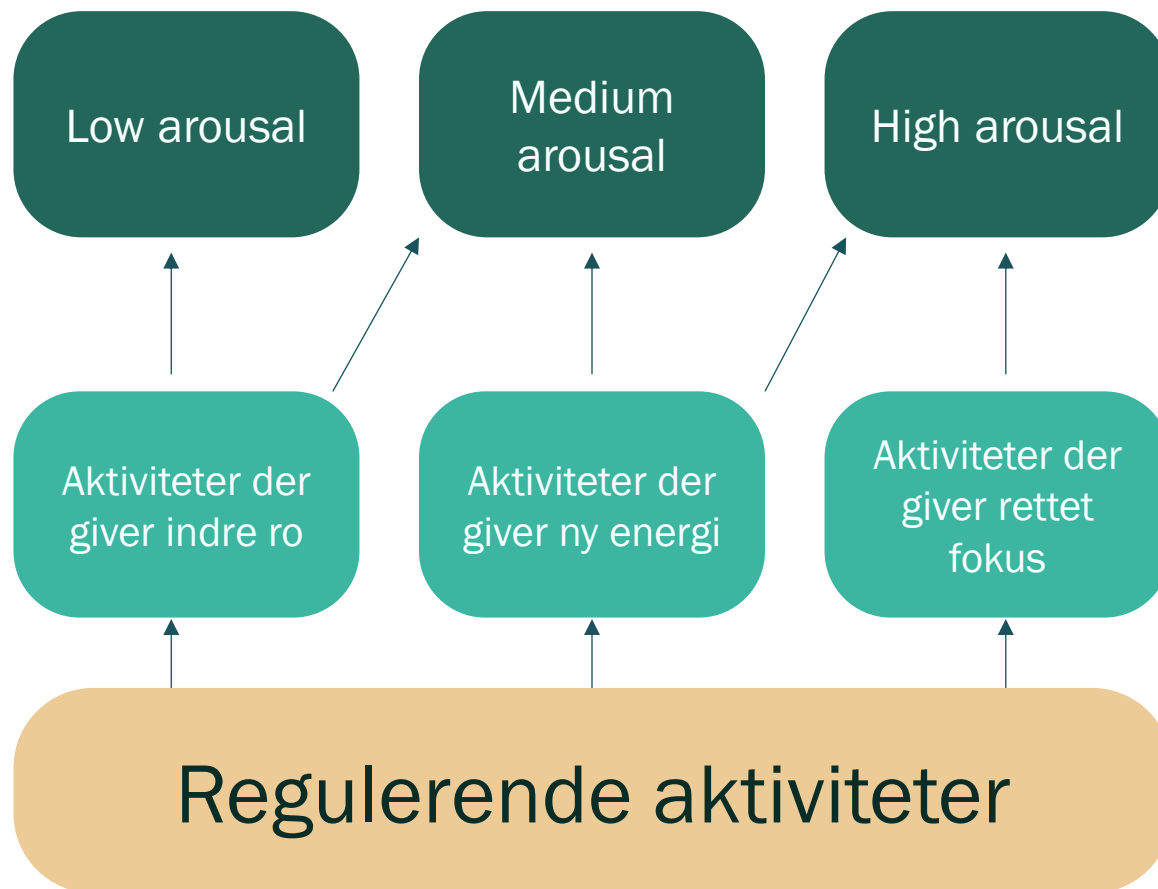 Low arousal
Medium
arousal
High arousal
Aktiviteter der
giver indre ro
Aktiviteter der
giver ny energi
Aktiviteter der
giver rettet
fokus
Regulerende aktiviteter